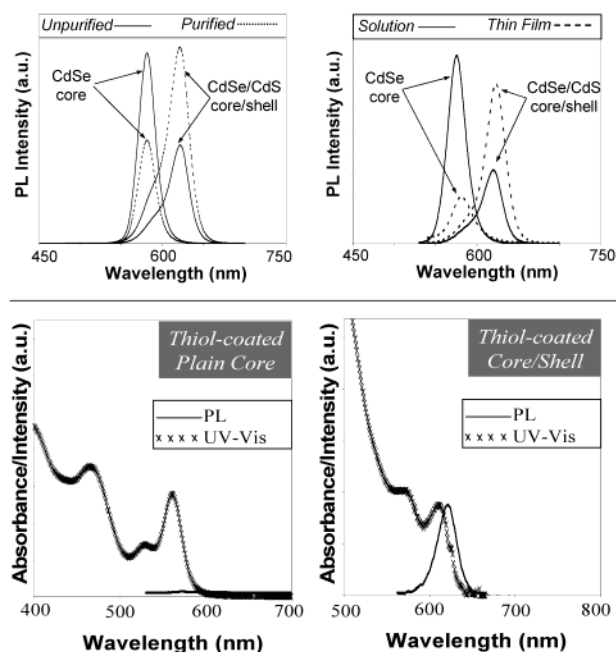 Unpurified Purified
PL Intensity (a.u.)
CdSe
core
CdSe/CdS
core/shell
450 600 750
Wavelength (nm)
Solution Thin Film
PL Intensity (a.u.)
CdSe
core
CdSe/CdS
core/shell
450 600 750
Wavelength (nm)
Absorbance/Intensity (a.u.)
Thiol-coated
Plain Core
PL
UV-Vis
400 500 600 700
Wavelength (nm)
Absorbance/Intensity (a.u.)
Thiol-coated
Core/Shell
PL
UV-Vis
500 600 700 800
Wavelength (nm)